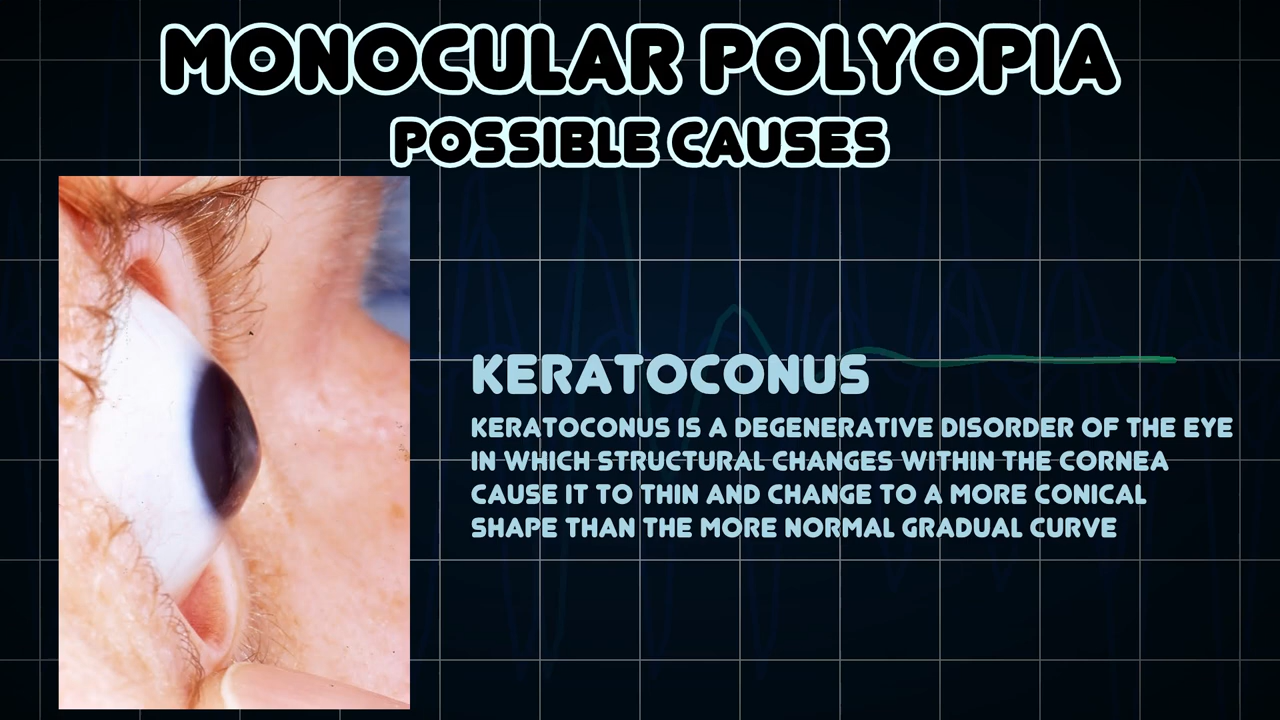 MONOCULAR POLYOPIA
POSSIBLE CAUSES
KERATOCONUS
KERATOCONUS IS A DEGENERATIVE DISORDER OF THE EYE
IN WHICH STRUCTURAL CHANGES WITHIN THE CORNEA
CAUSE IT TO THIN AND CHANGE TO A MORE CONICAL
SHAPE THAN THE MORE NORMAL GRADUAL CURVE